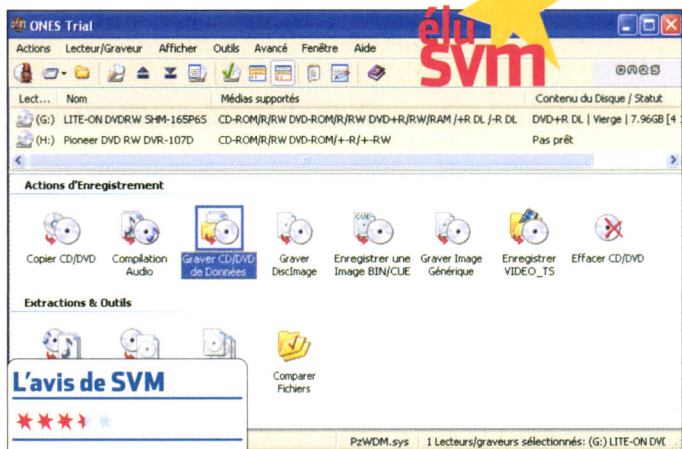 ONES Trial
élu
svm
Actions Lecteur/Graveur Afficher Outils Avancé Fenêtre Aide
ONES
Lect... Nom Médias supportés Contenu du Disque / Statut
(G:) LITE-ON DVDRW SHM-165P6S CD-ROM/R/RW DVD-ROM/R/RW DVD+R/RW/RAM /+R DL /-R DL DVD+R DL | Vierge | 7.96GB [4
(H:) Pioneer DVD RW DVR-107D CD-ROM/R/RW DVD-ROM/+-R/+-RW Pas prêt
Actions d'Enregistrement
Copier CD/DVD
Compilation Audio
Graver CD/DVD de Données
Graver DiscImage
CUE
Enregistrer une Image BIN/CUE
Graver Image Générique
Enregistrer VIDEO_TS
Effacer CD/DVD
Extractions & Outils
Comparer Fichiers
L'avis de SVM
PzWDM.sys 1 Lecteurs/graveurs sélectionnés: (G:) LITE-ON DV